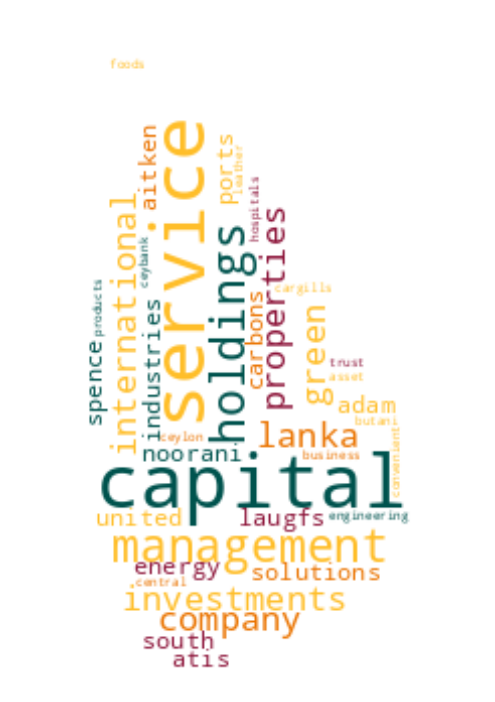 foods
service
aitken
ports
leather
international
ceybank
hospitals
holdings
properties
products
industries
carbons
cargills
green
spence
trust
asset
adam
butani
convenient
ceylon
lanka
noorani
business
capital
united
laugfs
engineering
management
energy
solutions
central
investments
company
south
atis